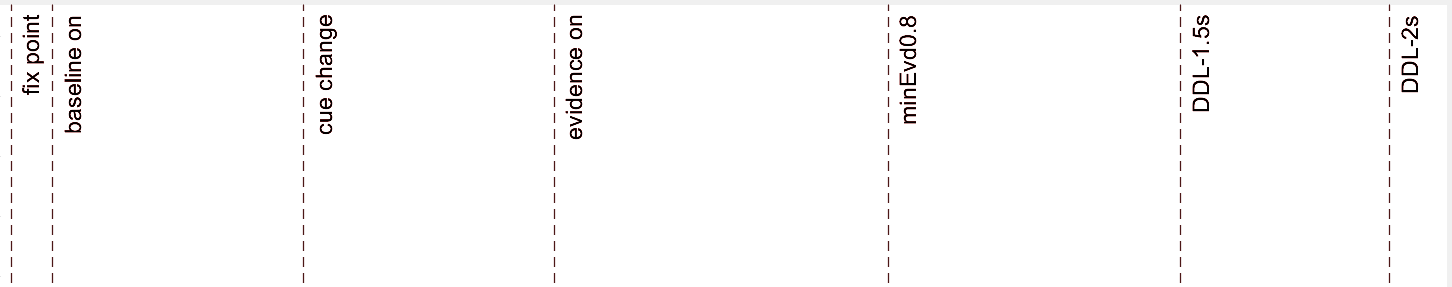 fix point
baseline on
cue change
evidence on
minEvd0.8
DDL-1.5s
DDL-2s